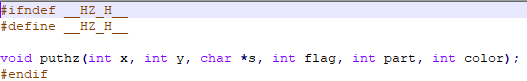 #ifndef __HZ_H__
#define __HZ_H__
void puthz(int x, int y, char *s, int flag, int part, int color);
#endif